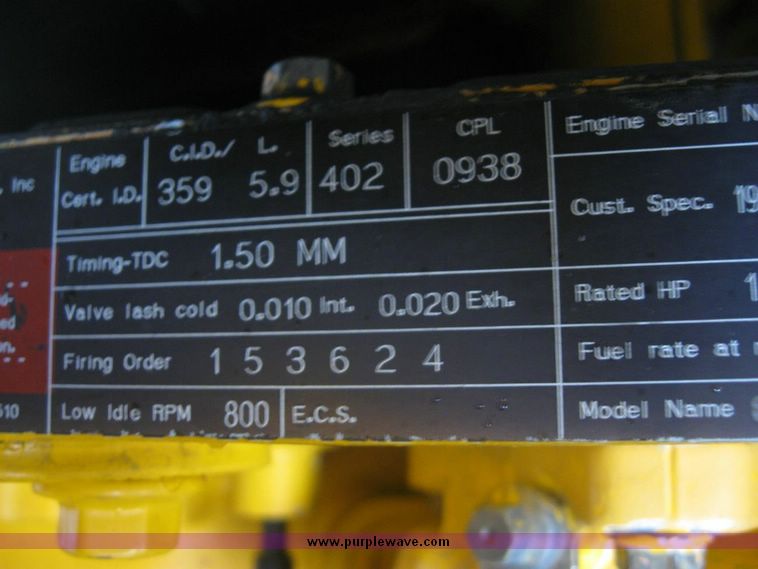 , Inc
Engine
Cert. I.D.
C.I.D./ L.
359 5.9
Series
402
CPL
0938
Engine Serial N
Cust. Spec. 19
Timing-TDC 1.50 MM
Valve lash cold 0.010 Int. 0.020 Exh.
Rated HP 1
Firing Order 1 5 3 6 2 4
Fuel rate at
Low Idle RPM 800
E.C.S.
Model Name
510
www.purplewave.com